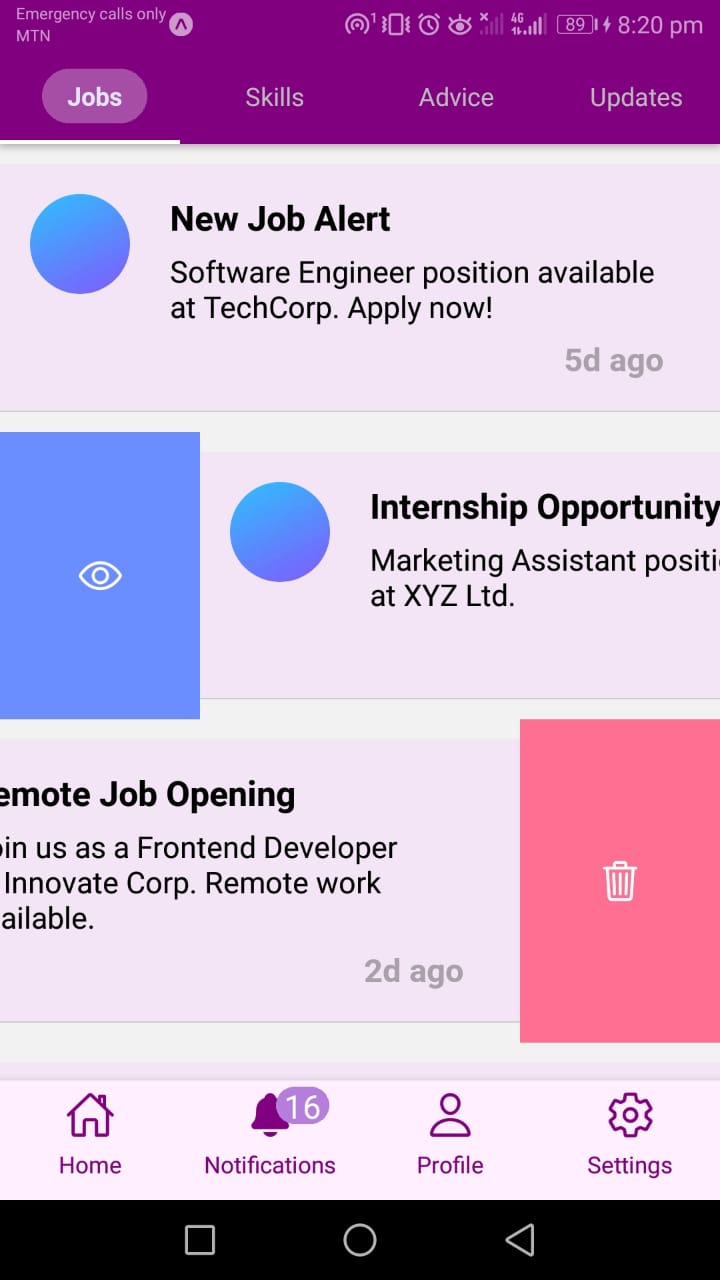 Emergency calls only
MTN
1 4G 89 8:20 pm
Jobs Skills Advice Updates
New Job Alert
Software Engineer position available
at TechCorp. Apply now!
5d ago
Internship Opportunity
Marketing Assistant positi
at XYZ Ltd.
emote Job Opening
oin us as a Frontend Developer
Innovate Corp. Remote work
ailable.
2d ago
16
Home Notifications Profile Settings